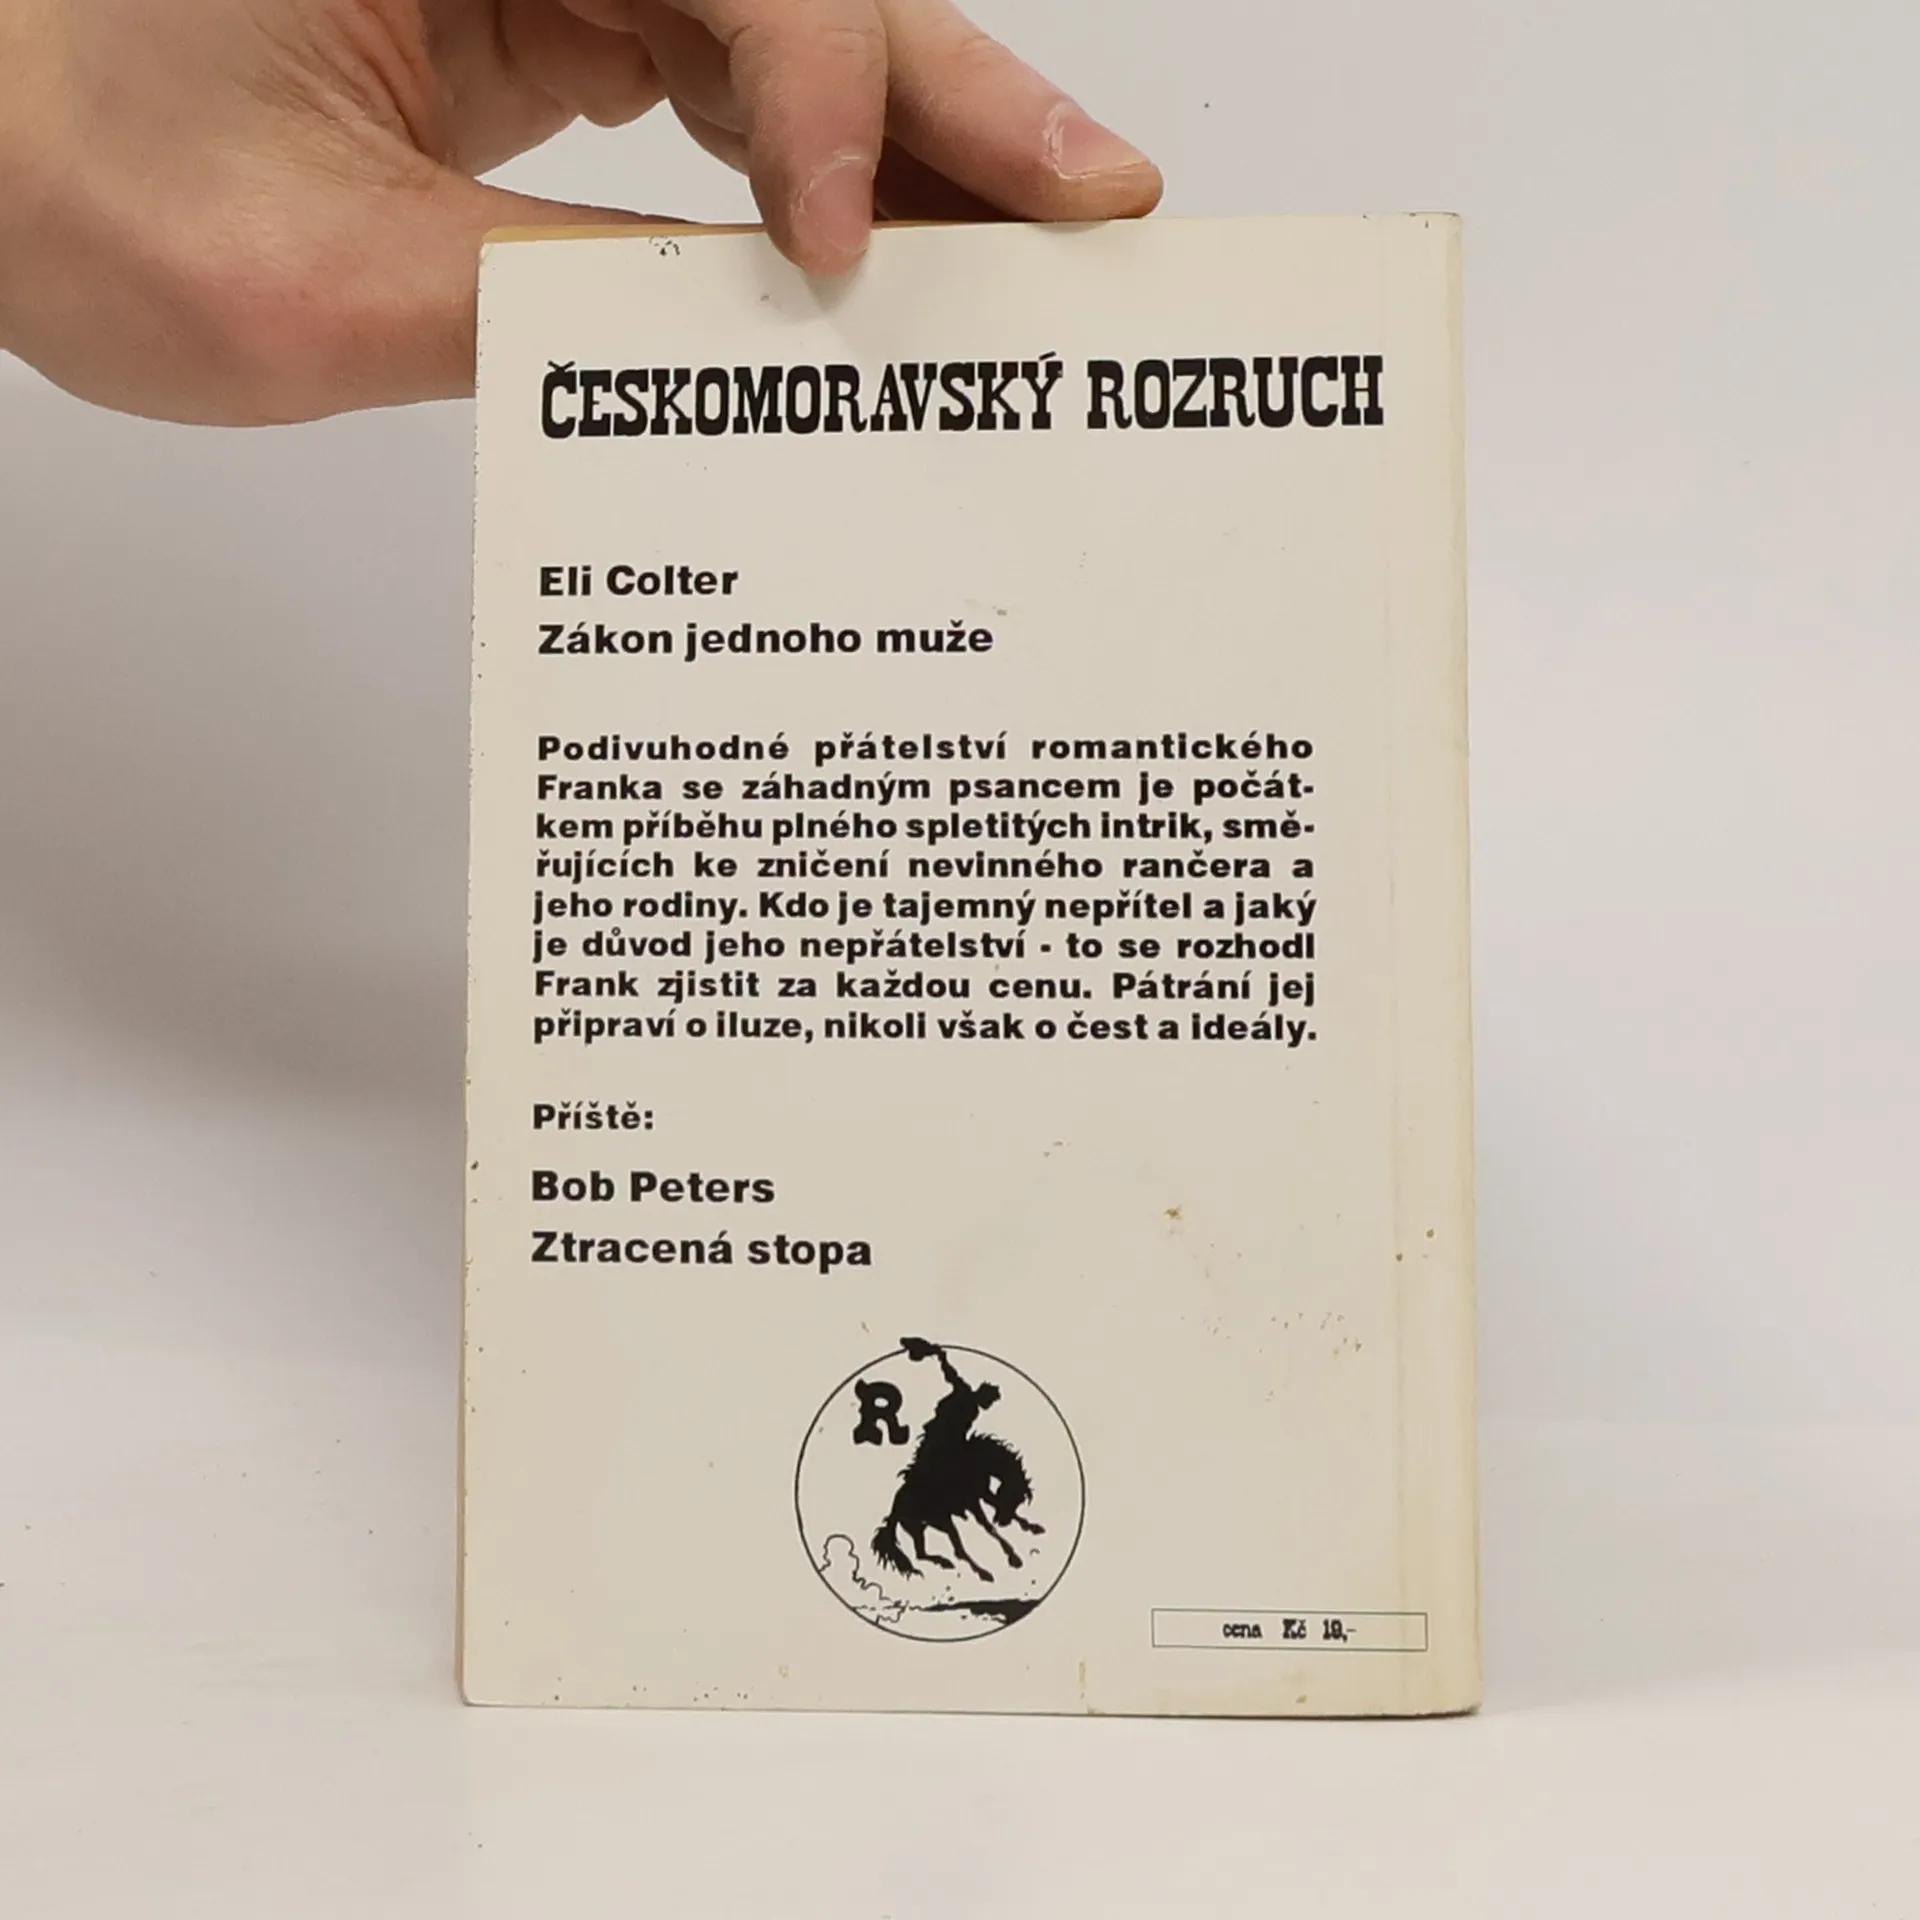 ČESKOMORAVSKÝ ROZRUCH
Eli Colter
Zákon jednoho muže
Podivuhodné přátelství romantického
Franka se záhadným psancem je počát-
kem příběhu plného spletitých intrik, smě-
řujících ke zničení nevinného rančera a
jeho rodiny. Kdo je tajemný nepřítel a jaký
je důvod jeho nepřátelství - to se rozhodl
Frank zjistit za každou cenu. Pátrání jej
připraví o iluze, nikoli však o čest a ideály.
Příště:
Bob Peters
Ztracená stopa
R
cena Kč 19,-